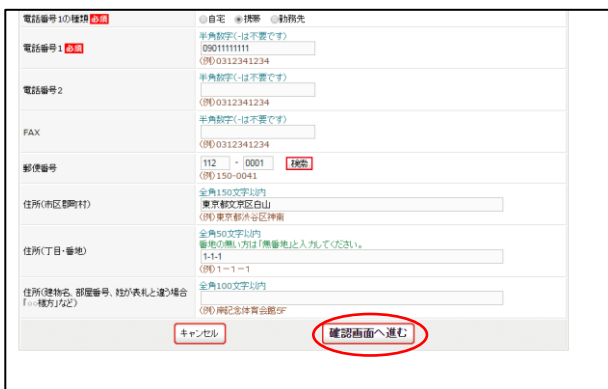 電話番号1の種類 必須
自宅 携帯 勤務先
電話番号1 必須
半角数字(-は不要です)
09011111111
(例)0312341234
電話番号2
半角数字(-は不要です)
(例)0312341234
FAX
半角数字(-は不要です)
(例)0312341234
郵便番号
112 - 0001 検索
(例)150-0041
住所(市区郡町村)
全角150文字以内
東京都文京区白山
(例)東京都渋谷区神南
住所(丁目・番地)
全角50文字以内
番地の無い方は「無番地」と入力してください。
1-1-1
(例)1－1－1
住所(建物名、部屋番号、姓が表札と違う場合
「○○様方」など)
全角100文字以内
(例)岸記念体育会館5F
キャンセル 確認画面へ進む